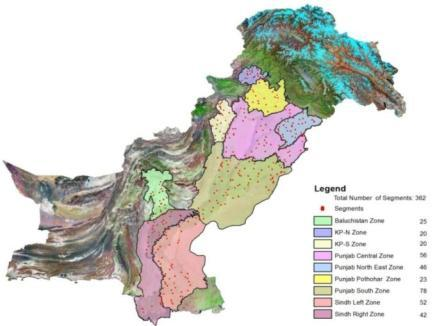 Legend
Total Number of Segments: 362
Segments
Baluchistan Zone 25
KP-N Zone 20
KP-S Zone 20
Punjab Central Zone 56
Punjab North East Zone 46
Punjab Pothohar Zone 23
Punjab South Zone 78
Sindh Left Zone 52
Sindh Right Zone 42